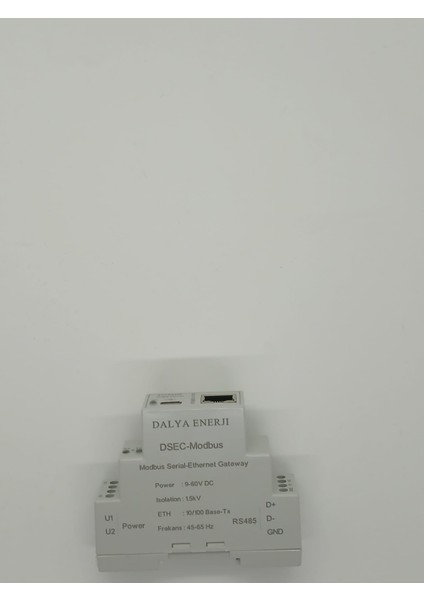 DALYA ENERJI
DSEC-Modbus
Modbus Serial-Ethernet Gateway
Power : 9-60V DC
Isolation : 1.5kV
ETH : 10/100 Base-Tx
Frekans : 45-65 Hz
U1
U2
Power
RS485
D+
D-
GND